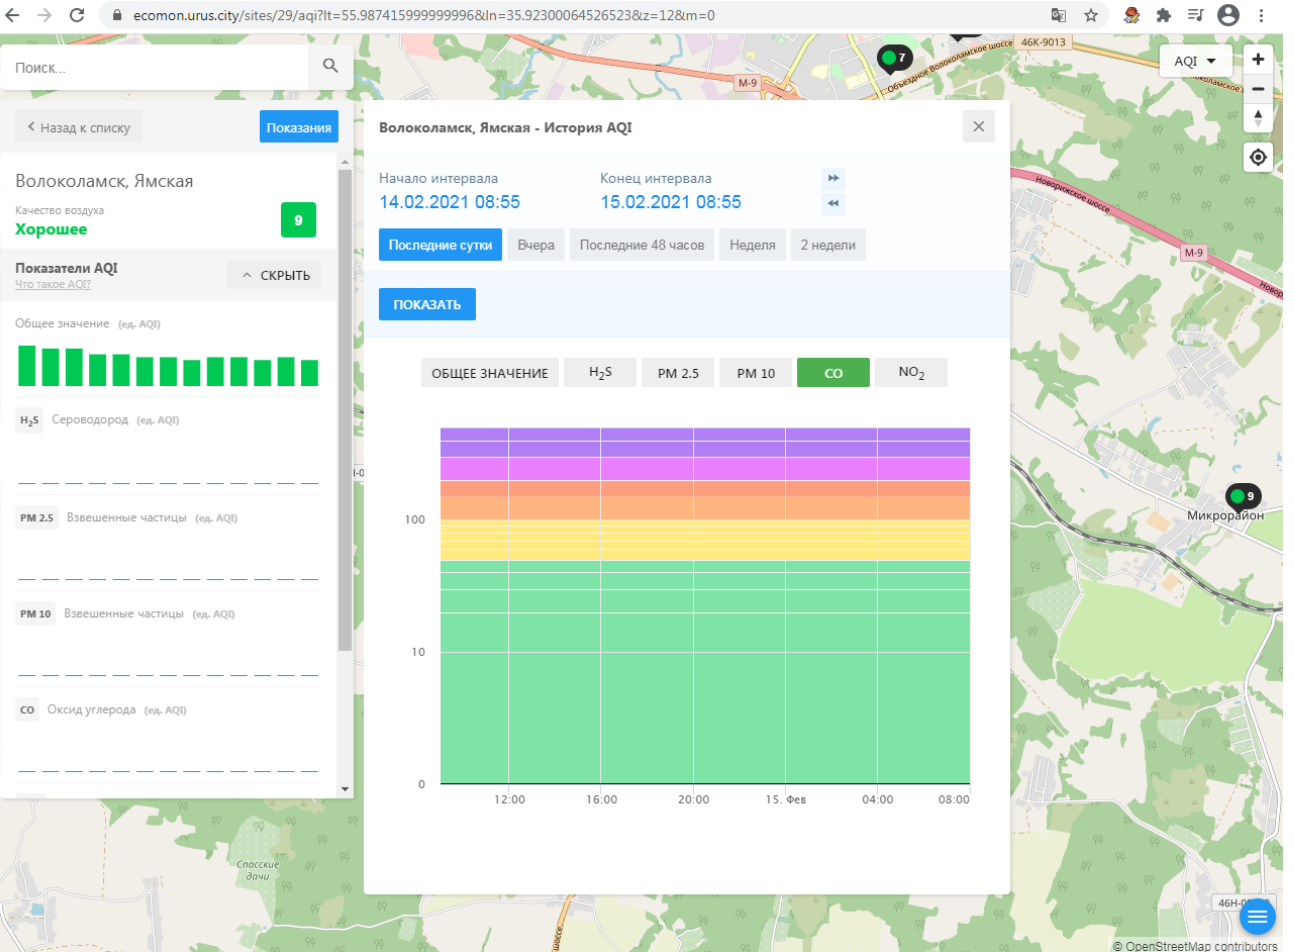 ecomon.urus.city/sites/29/aqi?lt=55.987415999999996&ln=35.92300064526523&z=12&m=0
Поиск...
Назад к списку
Показания
Волоколамск, Ямская
Качество воздуха
Хорошее
9
Показатели AQI
Что такое AQI?
СКРЫТЬ
Общее значение (ед. AQI)
H₂S Сероводород (ед. AQI)
PM 2.5 Взвешенные частицы (ед. AQI)
PM 10 Взвешенные частицы (ед. AQI)
CO Оксид углерода (ед. AQI)
Волоколамск, Ямская - История AQI
Начало интервала
14.02.2021 08:55
Конец интервала
15.02.2021 08:55
Последние сутки
Вчера
Последние 48 часов
Неделя
2 недели
ПОКАЗАТЬ
ОБЩЕЕ ЗНАЧЕНИЕ
H₂S
PM 2.5
PM 10
CO
NO₂
100
10
0
12:00
16:00
20:00
15. Фев
04:00
08:00
M-9
7
Объездное Волоколамское шоссе
46К-9013
AQI
Новорижское шоссе
M-9
9
Микрорайон
Спасские
дачи
шоссе
© OpenStreetMap contributors